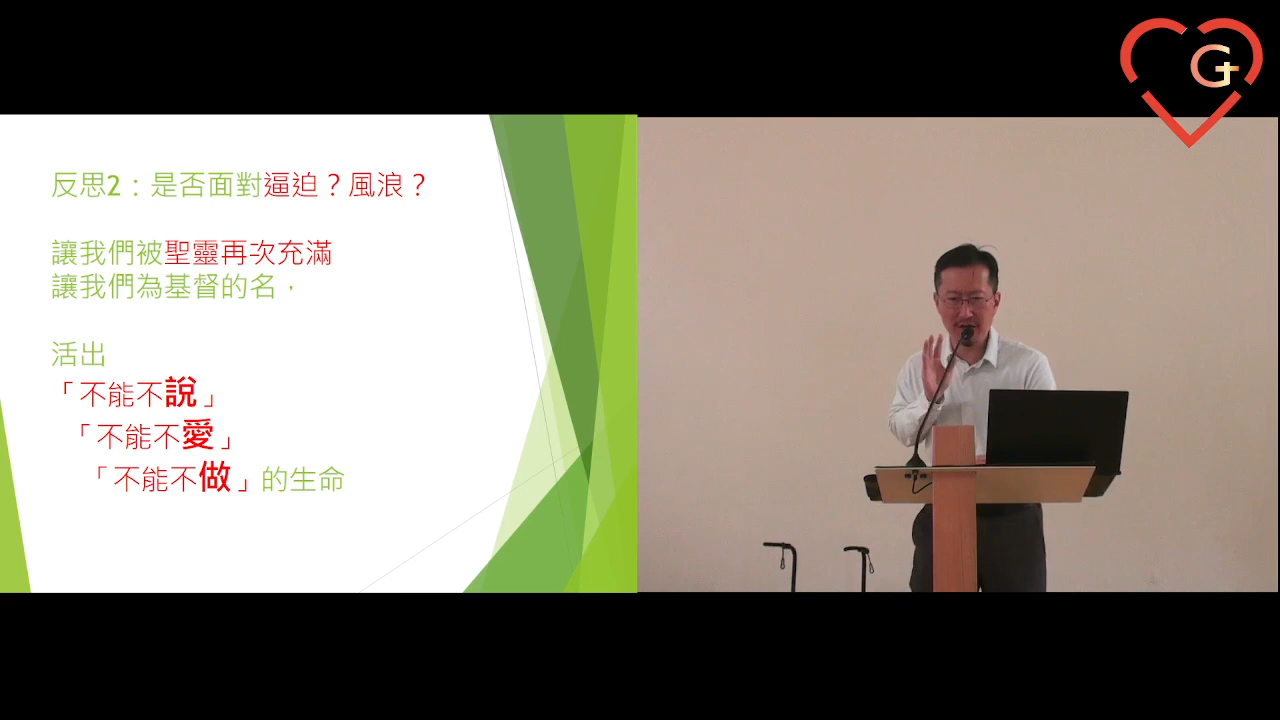 反思2：是否面對逼迫？風浪？
讓我們被聖靈再次充滿
讓我們為基督的名，
活出
「不能不說」
「不能不愛」
「不能不做」的生命
G